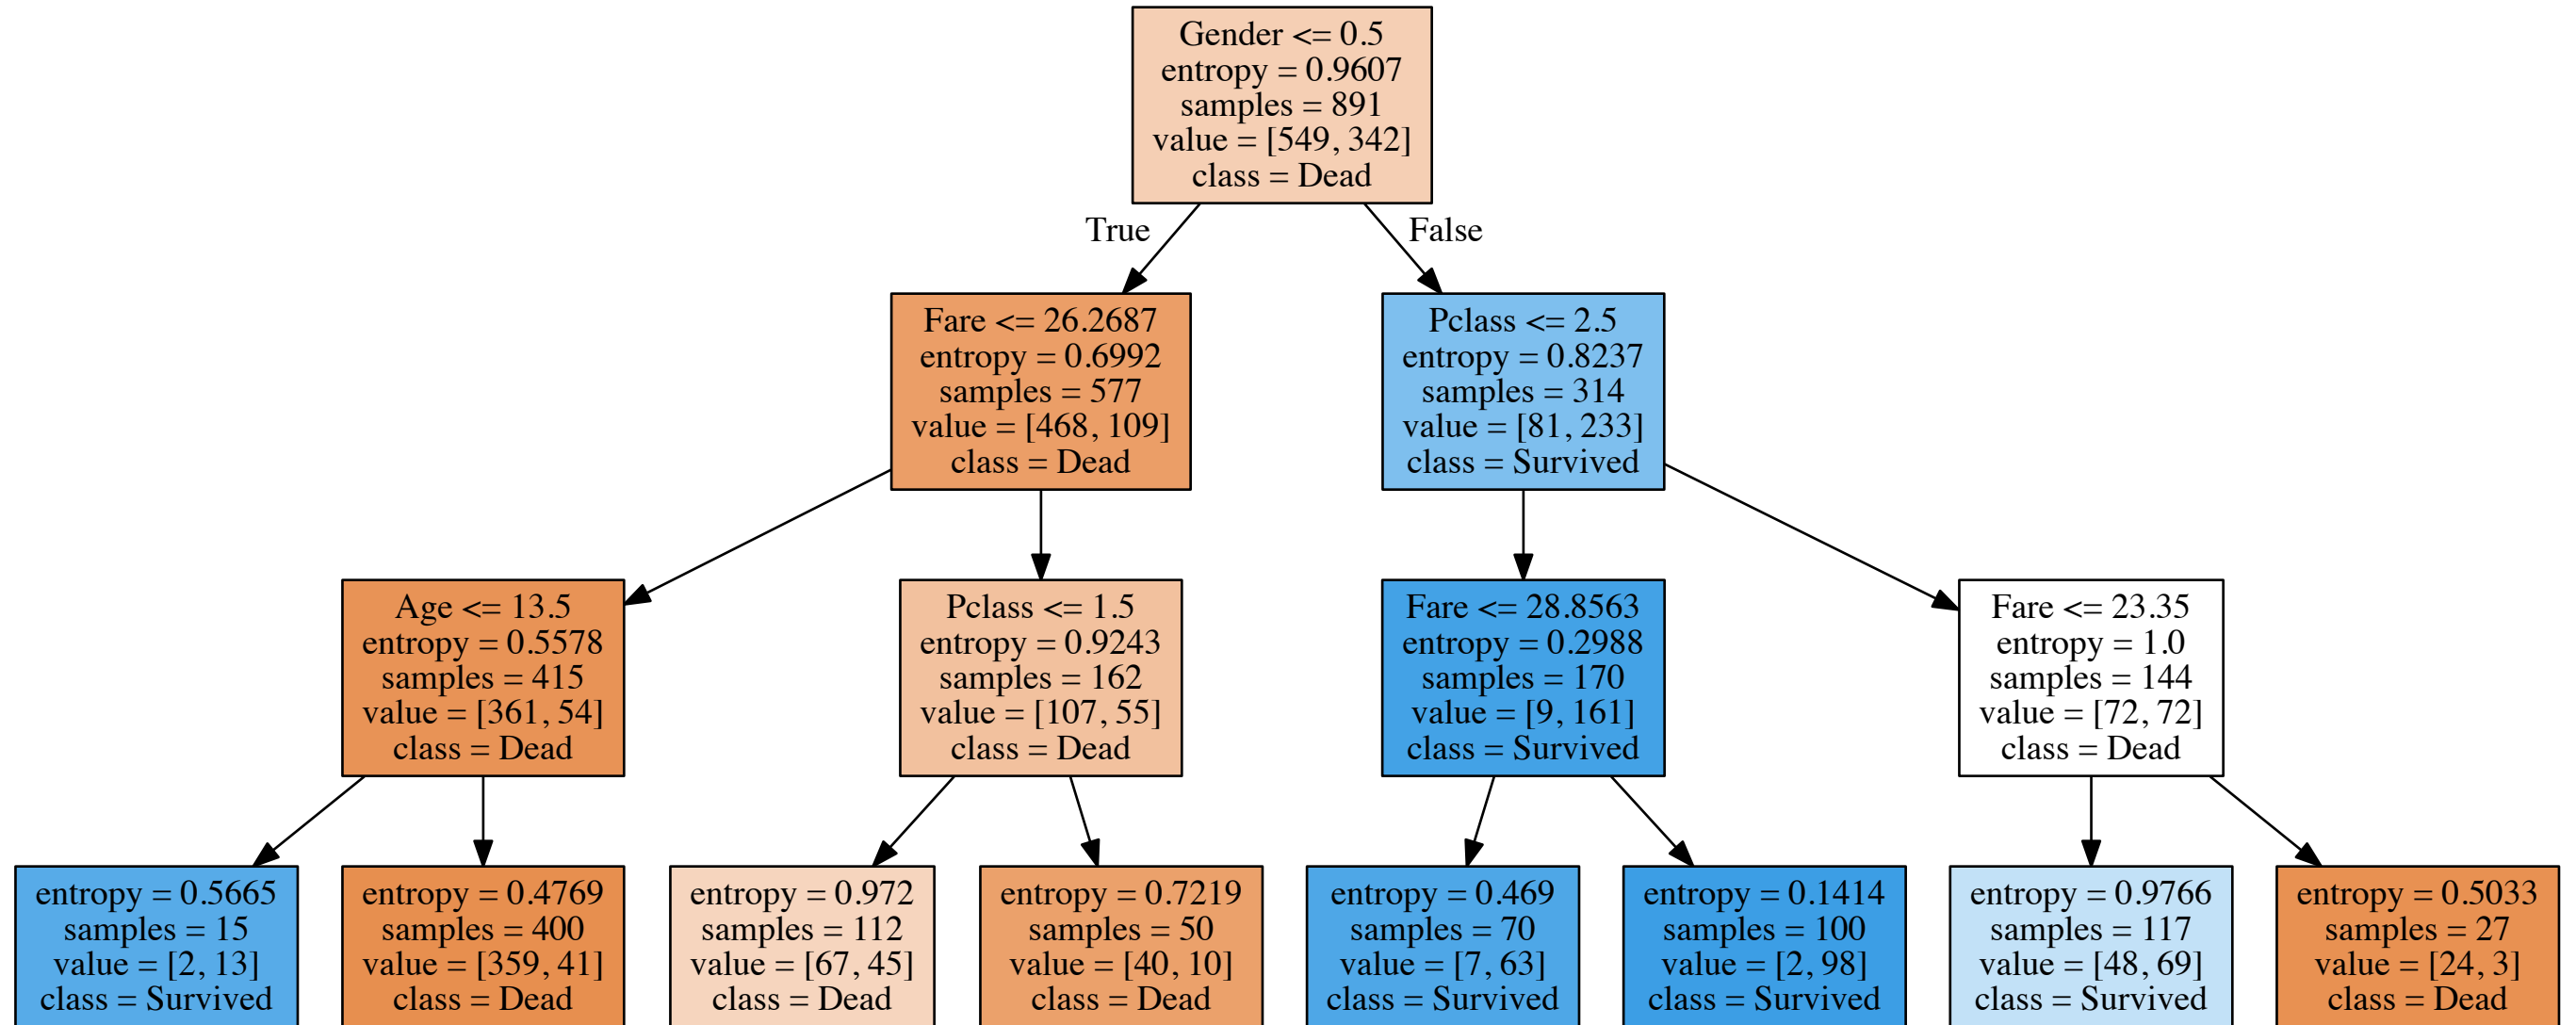 Gender <= 0.5
entropy = 0.9607
samples = 891
value = [549, 342]
class = Dead
True
False
Fare <= 26.2687
entropy = 0.6992
samples = 577
value = [468, 109]
class = Dead
Pclass <= 2.5
entropy = 0.8237
samples = 314
value = [81, 233]
class = Survived
Age <= 13.5
entropy = 0.5578
samples = 415
value = [361, 54]
class = Dead
Pclass <= 1.5
entropy = 0.9243
samples = 162
value = [107, 55]
class = Dead
Fare <= 28.8563
entropy = 0.2988
samples = 170
value = [9, 161]
class = Survived
Fare <= 23.35
entropy = 1.0
samples = 144
value = [72, 72]
class = Dead
entropy = 0.5665
samples = 15
value = [2, 13]
class = Survived
entropy = 0.4769
samples = 400
value = [359, 41]
class = Dead
entropy = 0.972
samples = 112
value = [67, 45]
class = Dead
entropy = 0.7219
samples = 50
value = [40, 10]
class = Dead
entropy = 0.469
samples = 70
value = [7, 63]
class = Survived
entropy = 0.1414
samples = 100
value = [2, 98]
class = Survived
entropy = 0.9766
samples = 117
value = [48, 69]
class = Survived
entropy = 0.5033
samples = 27
value = [24, 3]
class = Dead